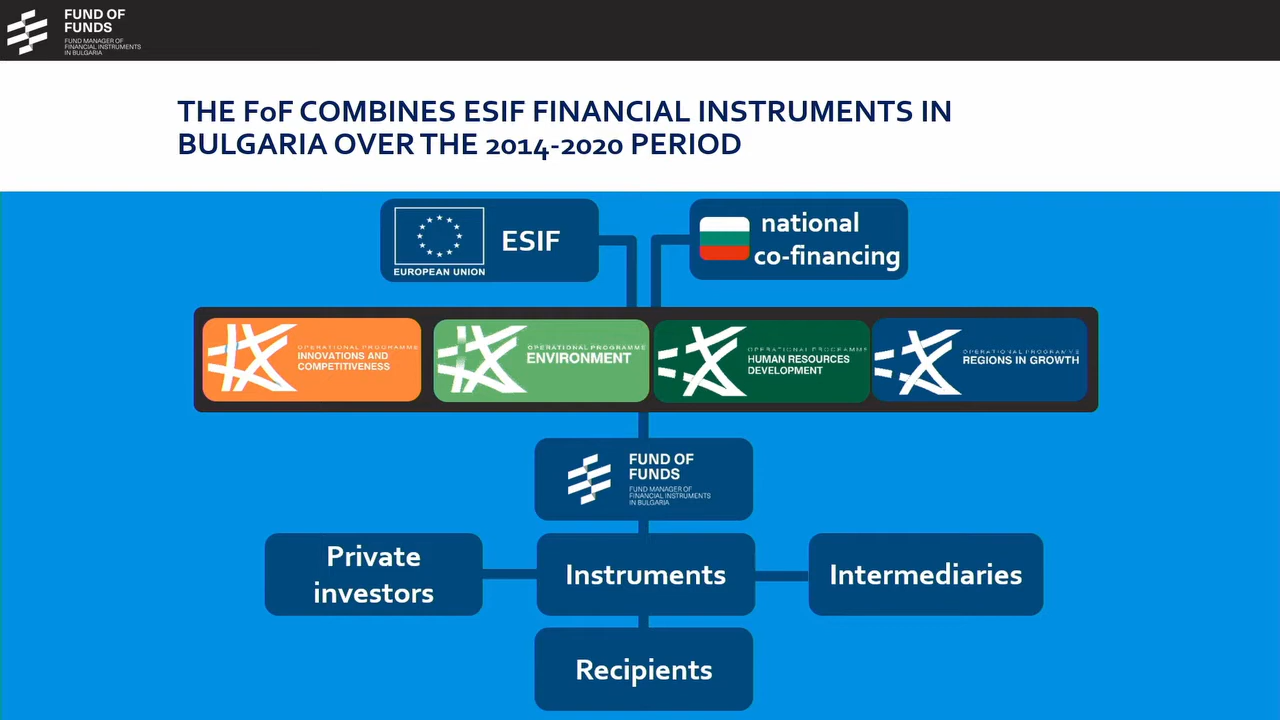 FUND OF
FUNDS
FUND MANAGER OF
FINANCIAL INSTRUMENTS
IN BULGARIA
THE FoF COMBINES ESIF FINANCIAL INSTRUMENTS IN
BULGARIA OVER THE 2014-2020 PERIOD
EUROPEAN UNION
ESIF
national
co-financing
OPERATIONAL PROGRAMME
INNOVATIONS AND
COMPETITIVENESS
OPERATIONAL PROGRAMME
ENVIRONMENT
OPERATIONAL PROGRAMME
HUMAN RESOURCES
DEVELOPMENT
OPERATIONAL PROGRAMME
REGIONS IN GROWTH
FUND OF
FUNDS
FUND MANAGER OF
FINANCIAL INSTRUMENTS
IN BULGARIA
Private
investors
Instruments
Intermediaries
Recipients